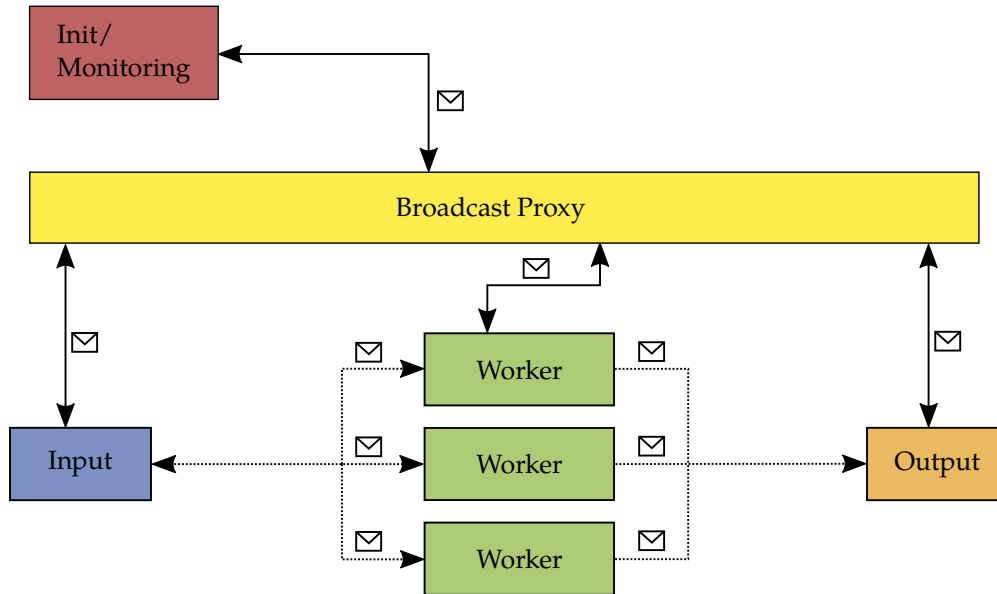 Init/
Monitoring
Broadcast Proxy
Worker
Input
Worker
Output
Worker